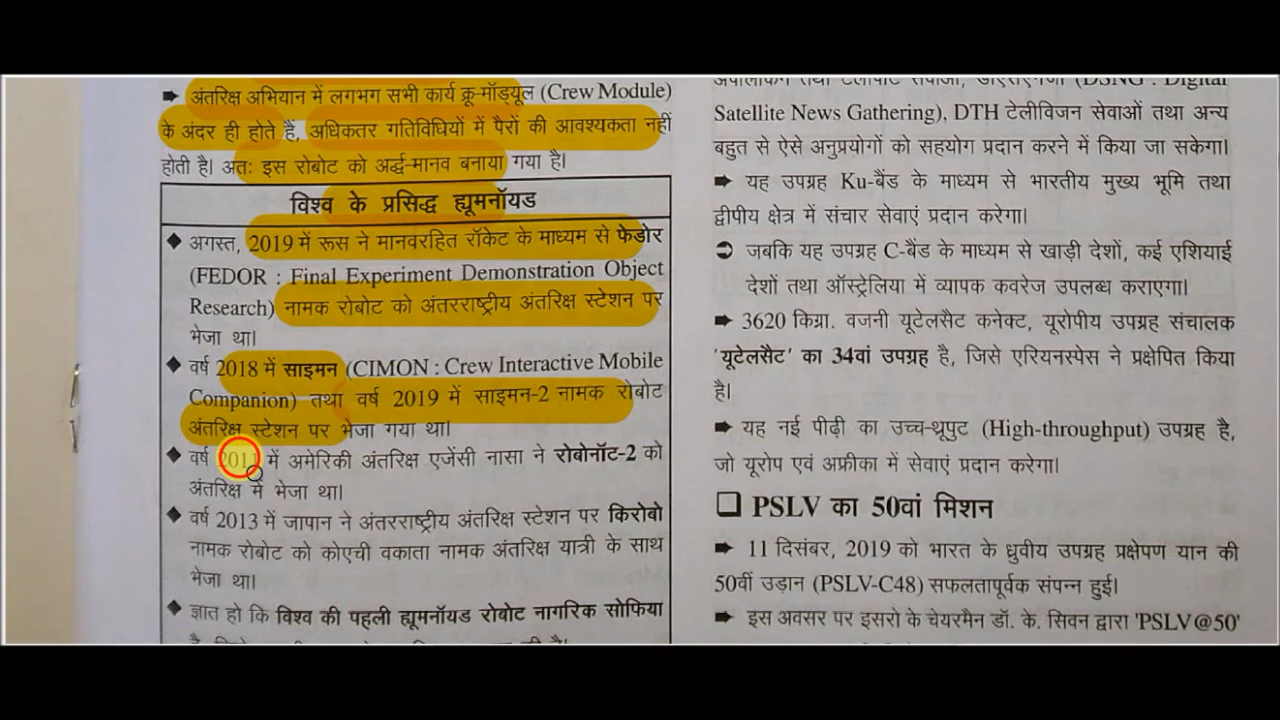 ➨ अंतरिक्ष अभियान में लगभग सभी कार्य क्रू-मॉड्यूल (Crew Module)
के अंदर ही होते हैं, अधिकतर गतिविधियों में पैरों की आवश्यकता नहीं
होती है। अतः इस रोबोट को अर्द्ध-मानव बनाया गया है।
विश्व के प्रसिद्ध ह्यूमनॉयड
◆ अगस्त, 2019 में रूस ने मानवरहित रॉकेट के माध्यम से फेडोर
(FEDOR : Final Experiment Demonstration Object
Research) नामक रोबोट को अंतरराष्ट्रीय अंतरिक्ष स्टेशन पर
भेजा था।
◆ वर्ष 2018 में साइमन (CIMON : Crew Interactive Mobile
Companion) तथा वर्ष 2019 में साइमन-2 नामक रोबोट
अंतरिक्ष स्टेशन पर भेजा गया था।
◆ वर्ष 2011 में अमेरिकी अंतरिक्ष एजेंसी नासा ने रोबोनॉट-2 को
अंतरिक्ष में भेजा था।
◆ वर्ष 2013 में जापान ने अंतरराष्ट्रीय अंतरिक्ष स्टेशन पर किरोबो
नामक रोबोट को कोएची वकाता नामक अंतरिक्ष यात्री के साथ
भेजा था।
◆ ज्ञात हो कि विश्व की पहली ह्यूमनॉयड रोबोट नागरिक सोफिया
(DSNG : Digital
Satellite News Gathering), DTH टेलीविजन सेवाओं तथा अन्य
बहुत से ऐसे अनुप्रयोगों को सहयोग प्रदान करने में किया जा सकेगा।
➨ यह उपग्रह Ku-बैंड के माध्यम से भारतीय मुख्य भूमि तथा
द्वीपीय क्षेत्र में संचार सेवाएं प्रदान करेगा।
➲ जबकि यह उपग्रह C-बैंड के माध्यम से खाड़ी देशों, कई एशियाई
देशों तथा ऑस्ट्रेलिया में व्यापक कवरेज उपलब्ध कराएगा।
➨ 3620 किग्रा. वजनी यूटेलसैट कनेक्ट, यूरोपीय उपग्रह संचालक
'यूटेलसैट' का 34वां उपग्रह है, जिसे एरियनस्पेस ने प्रक्षेपित किया
है।
➨ यह नई पीढ़ी का उच्च-थ्रूपुट (High-throughput) उपग्रह है,
जो यूरोप एवं अफ्रीका में सेवाएं प्रदान करेगा।
❑ PSLV का 50वां मिशन
➨ 11 दिसंबर, 2019 को भारत के ध्रुवीय उपग्रह प्रक्षेपण यान की
50वीं उड़ान (PSLV-C48) सफलतापूर्वक संपन्न हुई।
➨ इस अवसर पर इसरो के चेयरमैन डॉ. के. सिवन द्वारा 'PSLV@50'